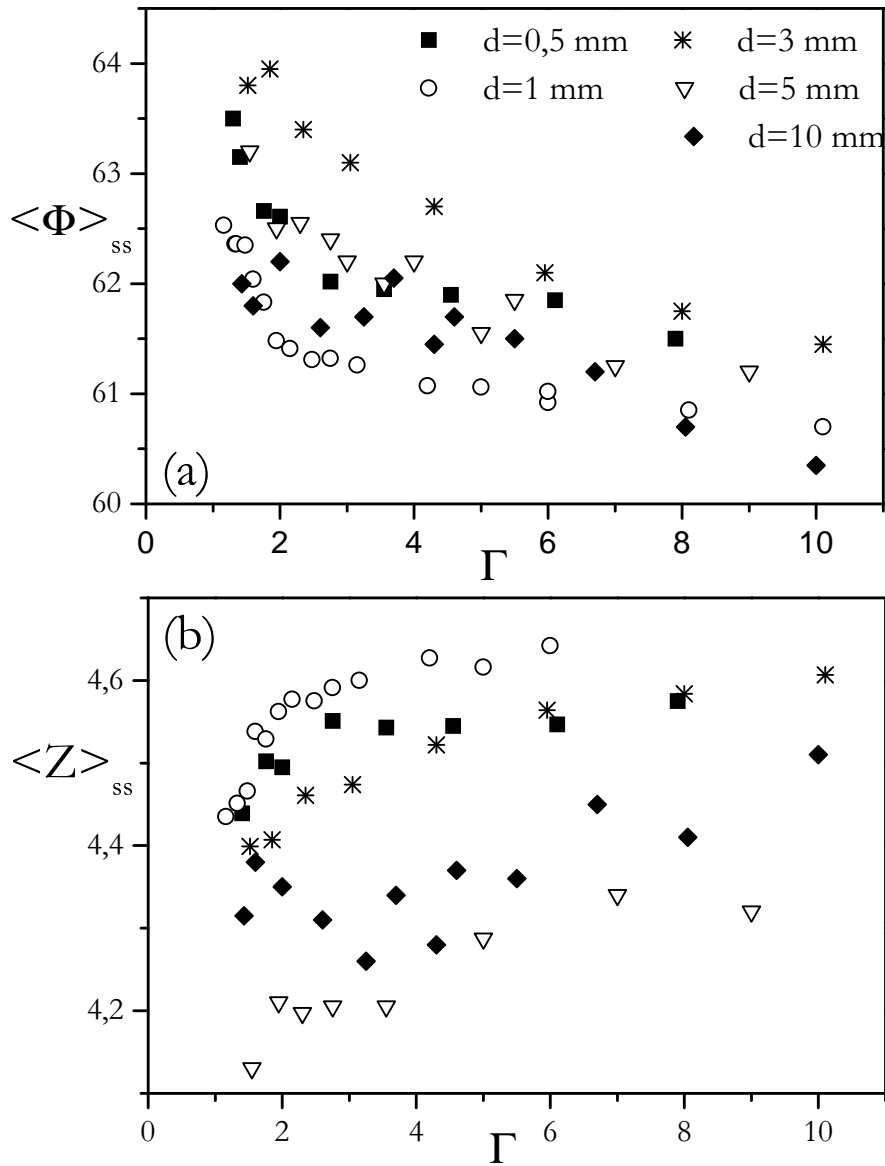 d=0,5 mm
d=3 mm
d=1 mm
d=5 mm
d=10 mm
64
63
62
61
60
<Φ>ss
(a)
0 2 4 6 8 10
Γ
(b)
4,6
4,4
4,2
<Z>ss
0 2 4 6 8 10
Γ